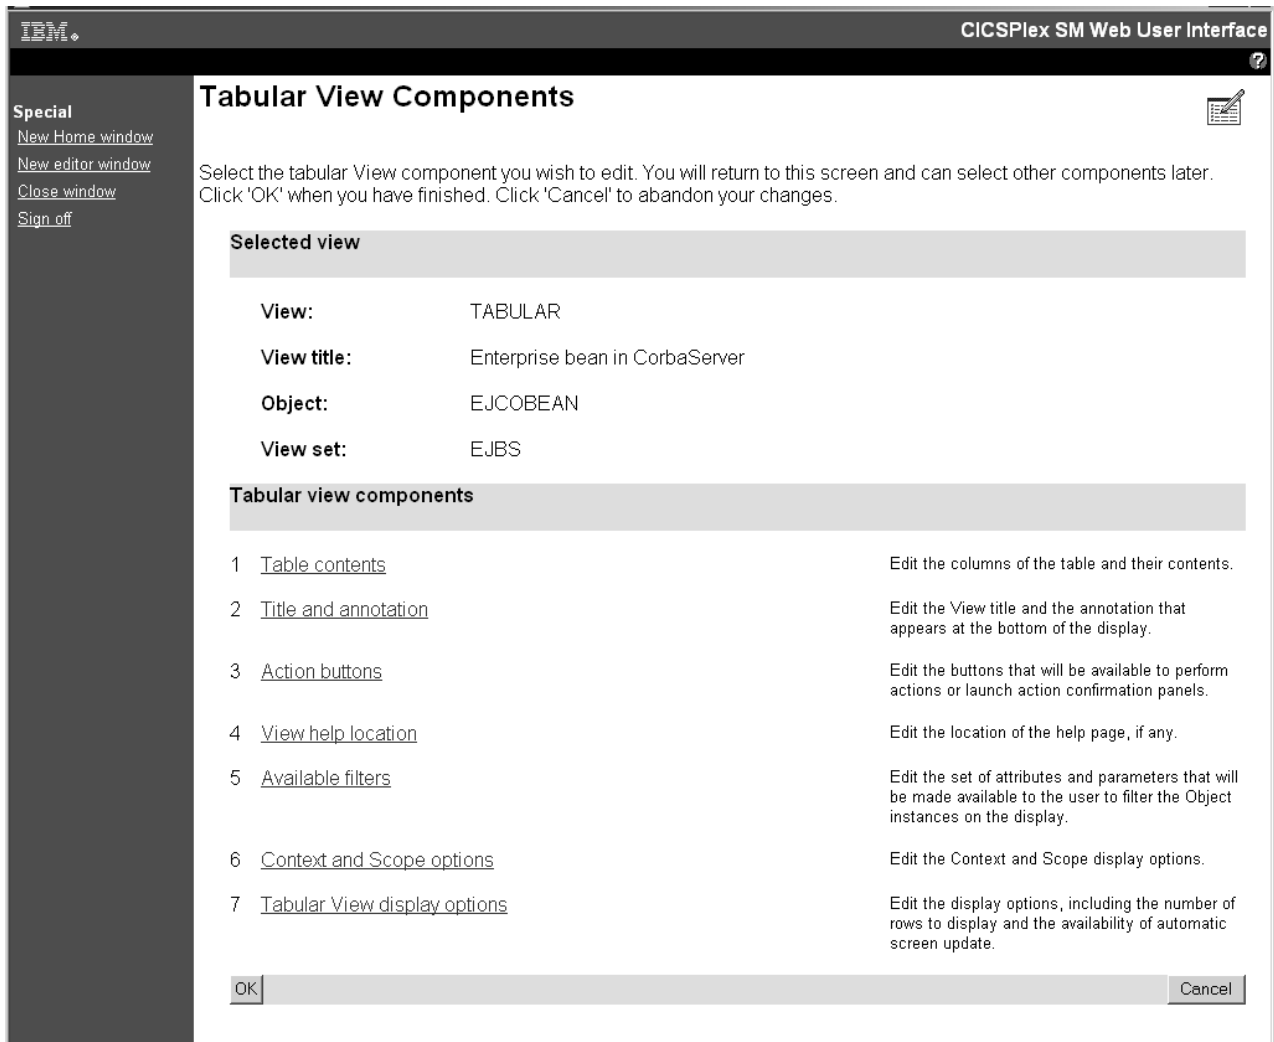 IBM.
CICSPlex SM Web User Interface
?
Special
New Home window
New editor window
Close window
Sign off
Tabular View Components
Select the tabular View component you wish to edit. You will return to this screen and can select other components later.
Click 'OK' when you have finished. Click 'Cancel' to abandon your changes.
Selected view
View: TABULAR
View title: Enterprise bean in CorbaServer
Object: EJCOBEAN
View set: EJBS
Tabular view components
1 Table contents Edit the columns of the table and their contents.
2 Title and annotation Edit the View title and the annotation that
appears at the bottom of the display.
3 Action buttons Edit the buttons that will be available to perform
actions or launch action confirmation panels.
4 View help location Edit the location of the help page, if any.
5 Available filters Edit the set of attributes and parameters that will
be made available to the user to filter the Object
instances on the display.
6 Context and Scope options Edit the Context and Scope display options.
7 Tabular View display options Edit the display options, including the number of
rows to display and the availability of automatic
screen update.
OK Cancel